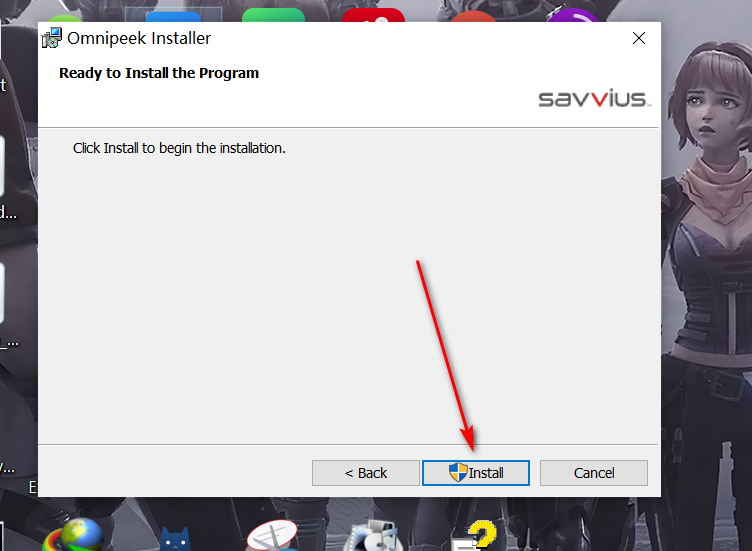 Omnipeek Installer
Ready to Install the Program
savvius
Click Install to begin the installation.
< Back
Install
Cancel
t
d...
_...
...
E